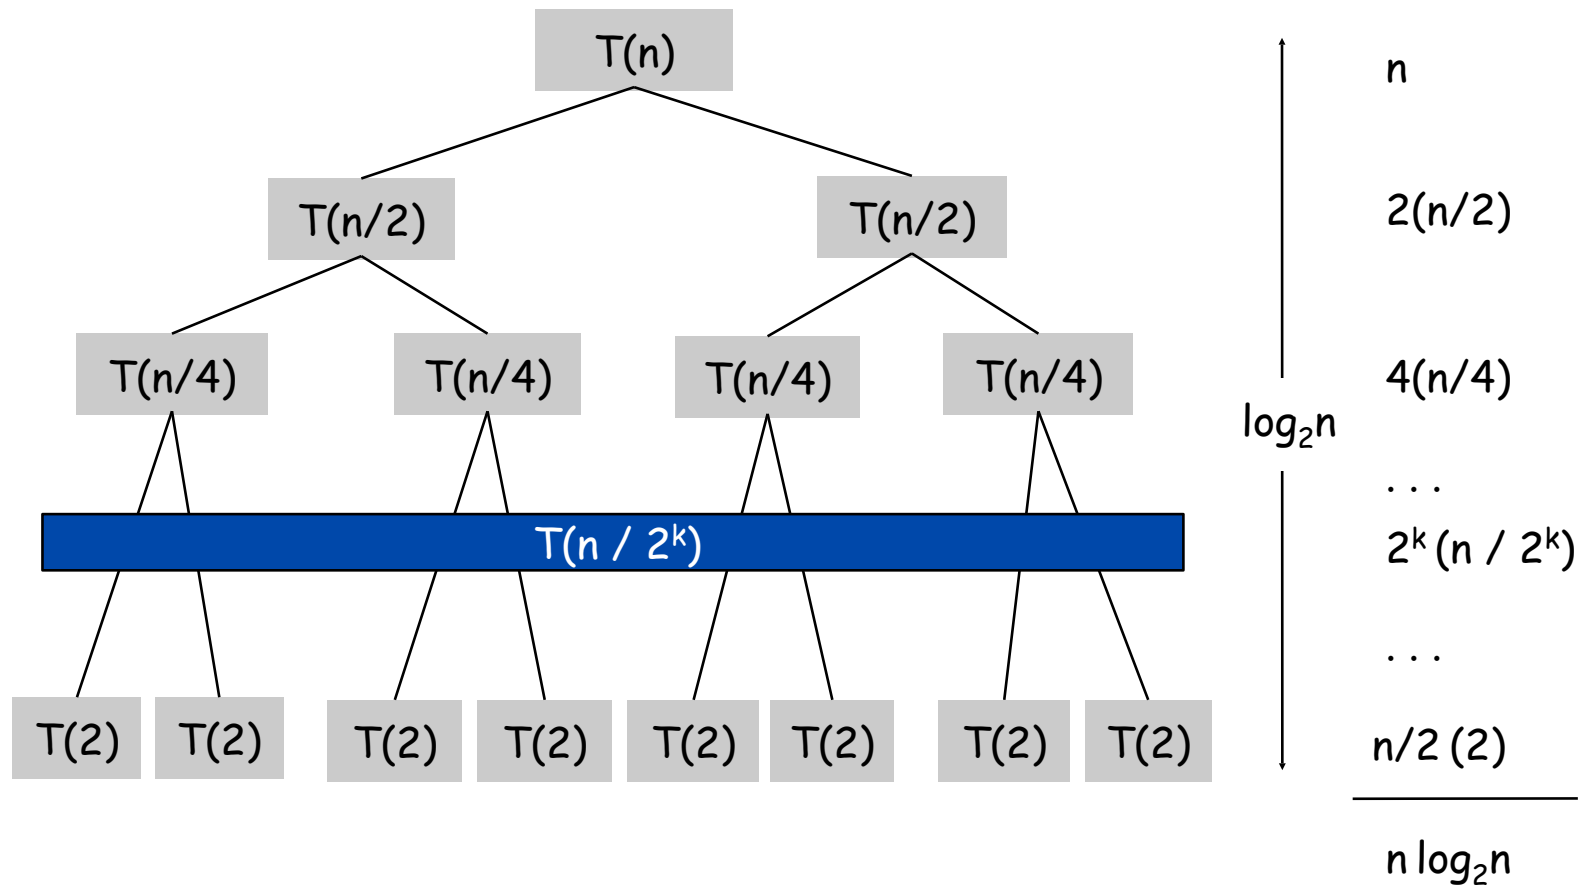 T(n)
n
T(n/2) T(n/2)
2(n/2)
T(n/4) T(n/4) T(n/4) T(n/4)
4(n/4)
log₂n
. . .
T(n / 2ᵏ)
2ᵏ (n / 2ᵏ)
. . .
T(2) T(2) T(2) T(2) T(2) T(2) T(2) T(2)
n/2 (2)
n log₂n